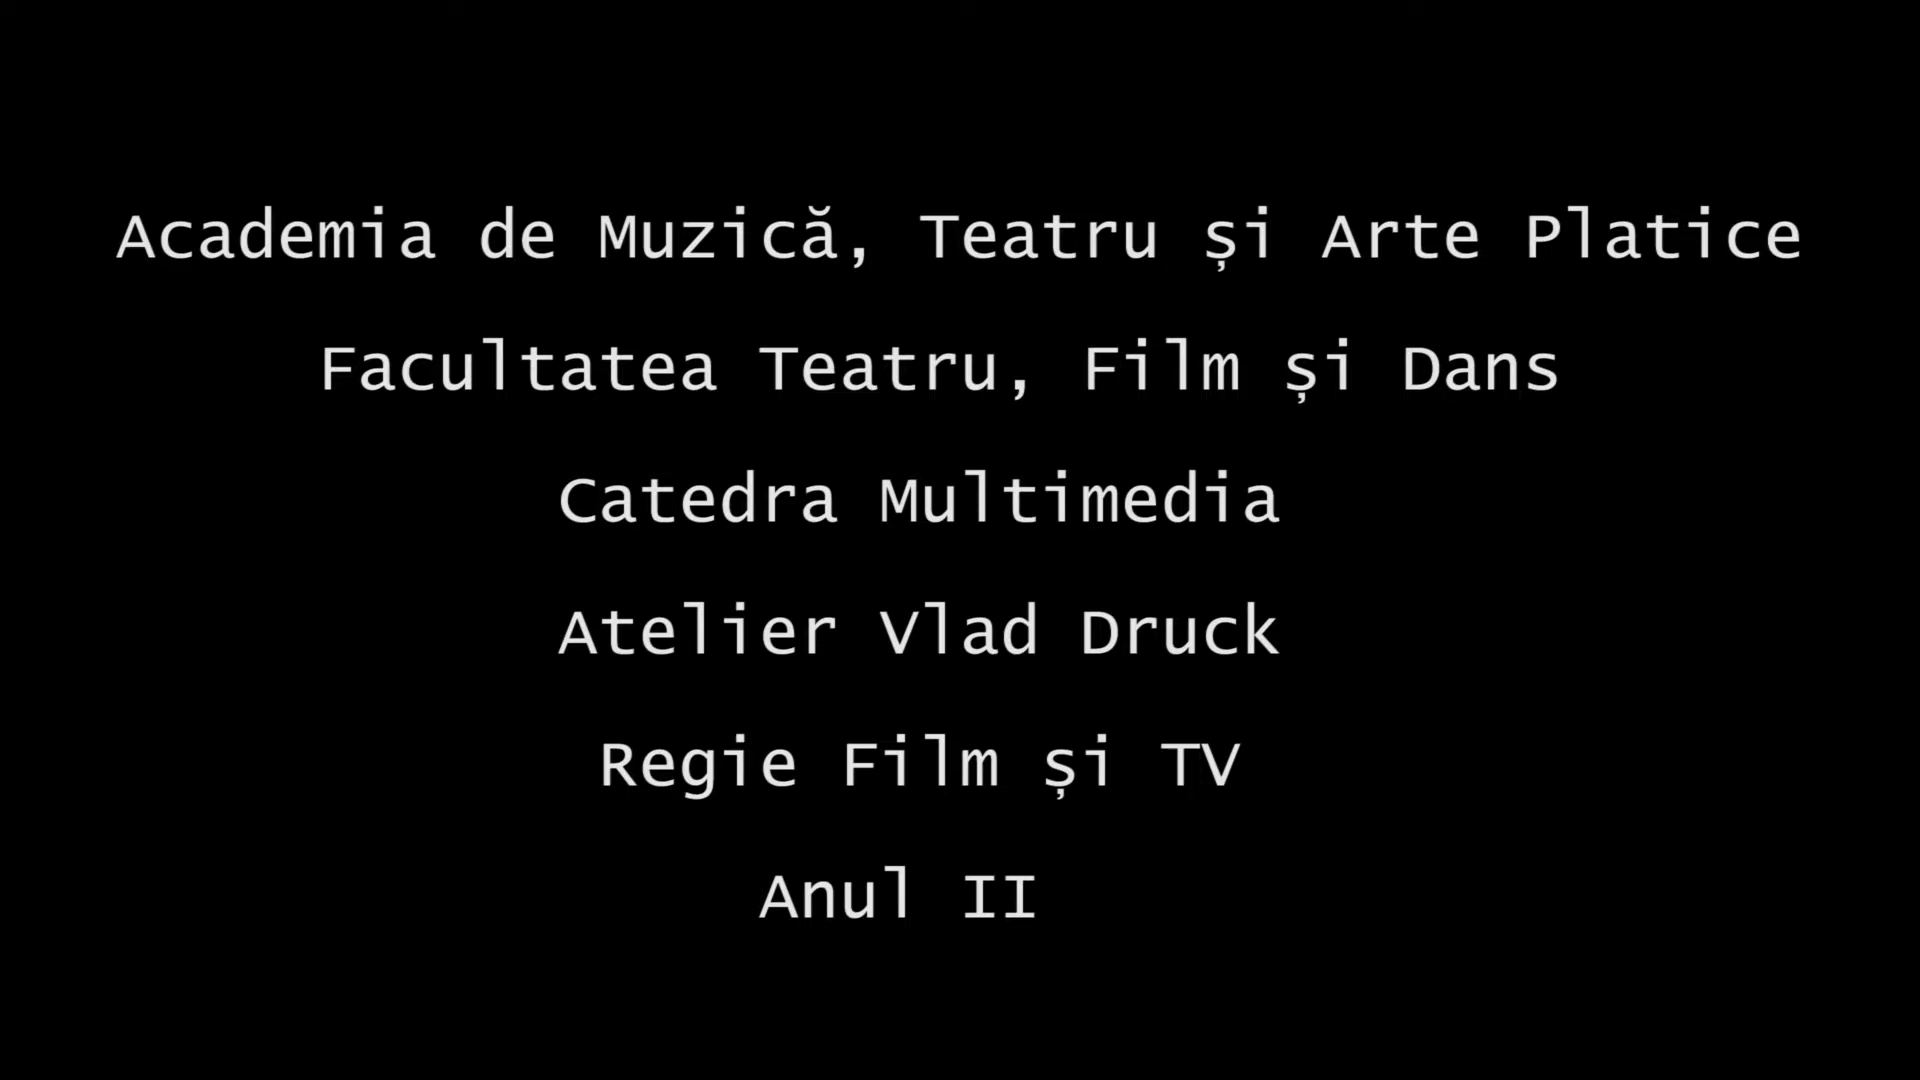 Academia de Muzică, Teatru și Arte Platice
Facultatea Teatru, Film și Dans
Catedra Multimedia
Atelier Vlad Druck
Regie Film și TV
Anul II